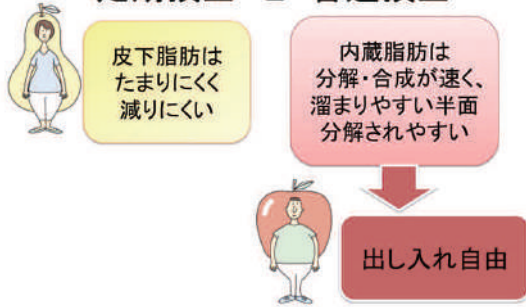 皮下脂肪は
たまりにくく
減りにくい
内蔵脂肪は
分解・合成が速く、
溜まりやすい半面
分解されやすい
出し入れ自由